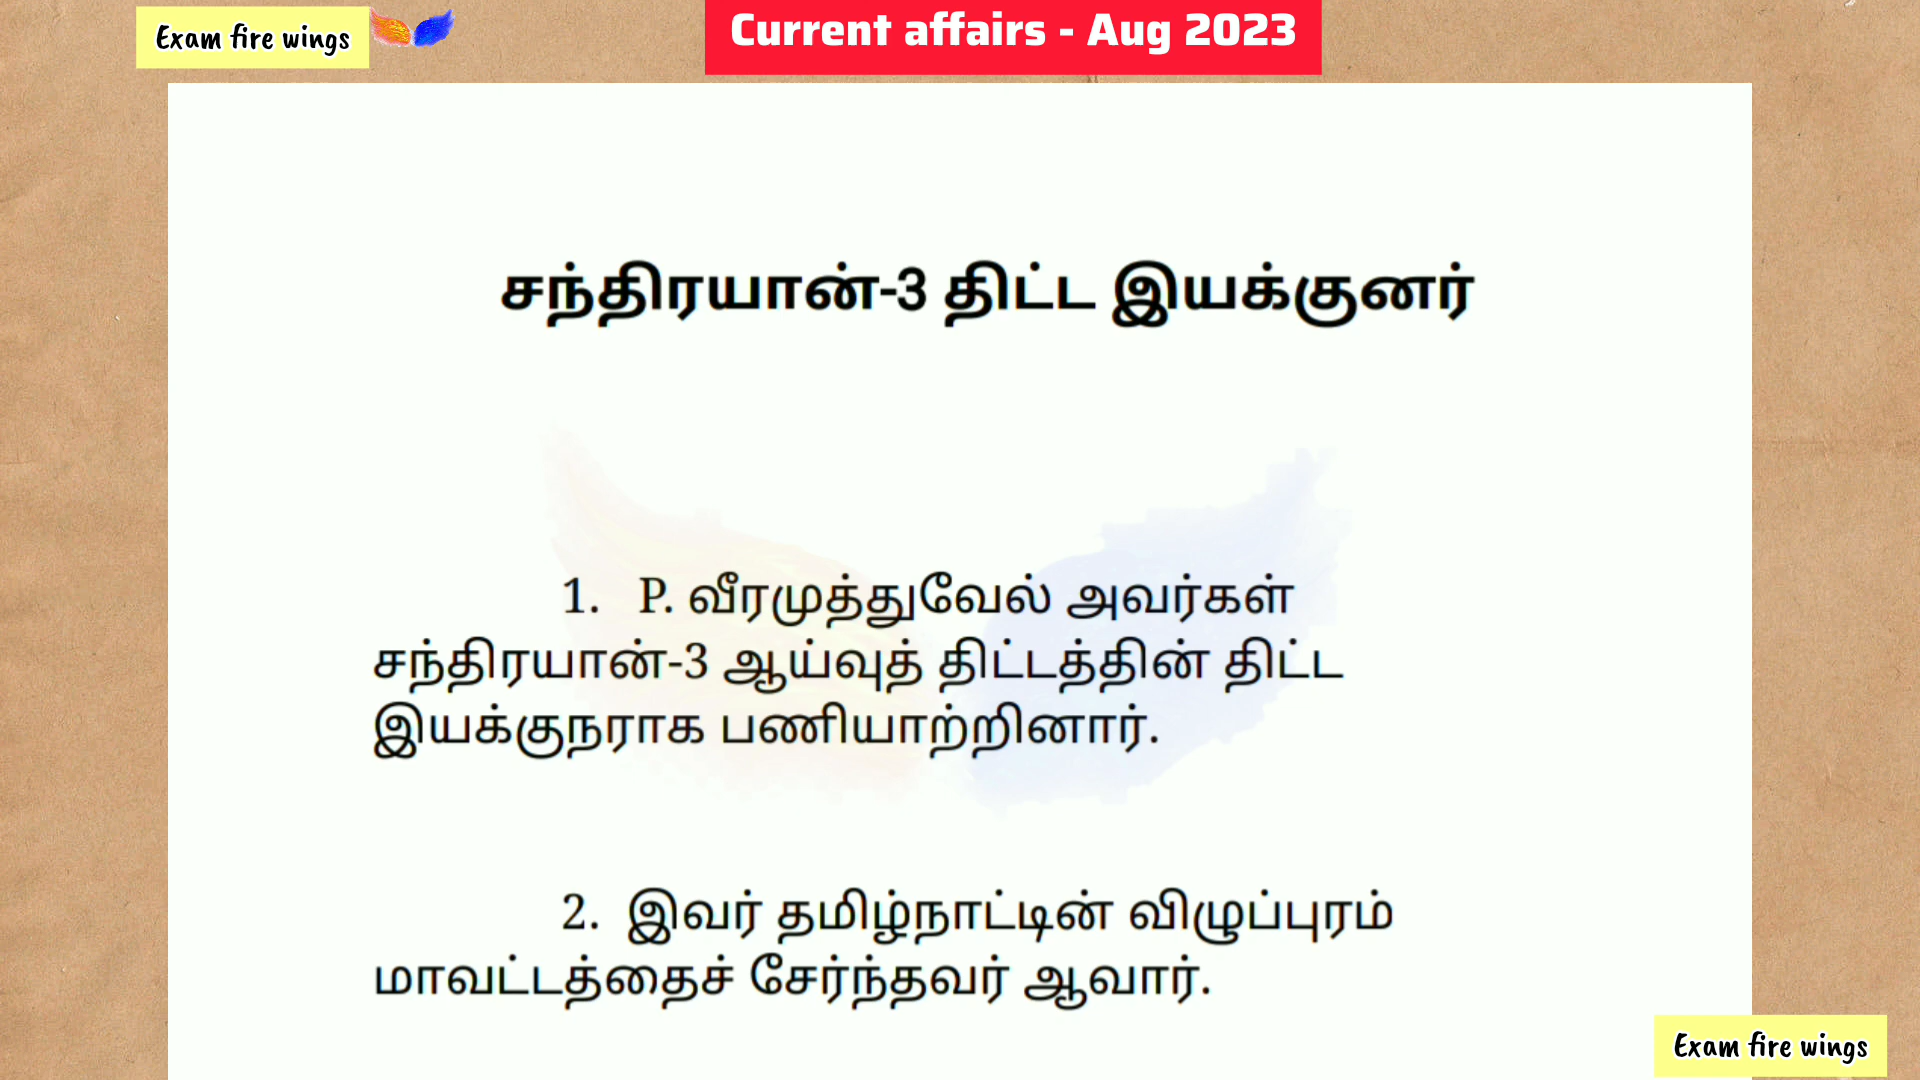 Exam fire wings
Current affairs - Aug 2023
சந்திரயான்-3 திட்ட இயக்குனர்
1. P. வீரமுத்துவேல் அவர்கள்
சந்திரயான்-3 ஆய்வுத் திட்டத்தின் திட்ட
இயக்குநராக பணியாற்றினார்.
2. இவர் தமிழ்நாட்டின் விழுப்புரம்
மாவட்டத்தைச் சேர்ந்தவர் ஆவார்.
Exam fire wings